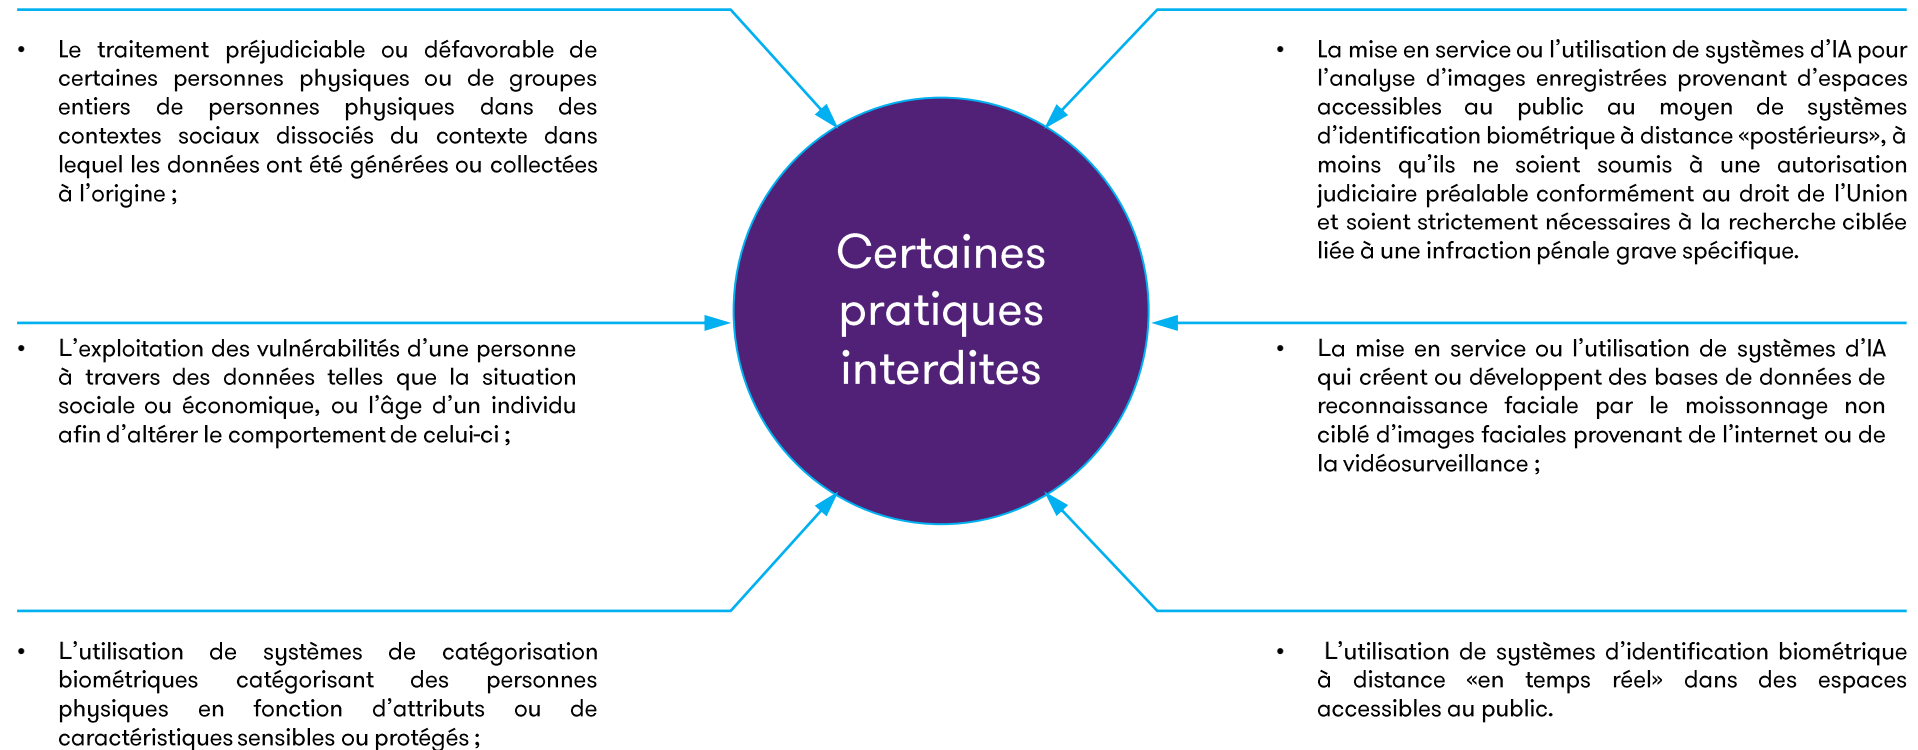 • Le traitement préjudiciable ou défavorable de
certaines personnes physiques ou de groupes
entiers de personnes physiques dans des
contextes sociaux dissociés du contexte dans
lequel les données ont été générées ou collectées
à l’origine ;
• L’exploitation des vulnérabilités d’une personne
à travers des données telles que la situation
sociale ou économique, ou l’âge d’un individu
afin d’altérer le comportement de celui-ci ;
• L’utilisation de systèmes de catégorisation
biométriques catégorisant des personnes
physiques en fonction d’attributs ou de
caractéristiques sensibles ou protégés ;
Certaines
pratiques
interdites
• La mise en service ou l’utilisation de systèmes d’IA pour
l’analyse d’images enregistrées provenant d’espaces
accessibles au public au moyen de systèmes
d’identification biométrique à distance «postérieurs», à
moins qu’ils ne soient soumis à une autorisation
judiciaire préalable conformément au droit de l’Union
et soient strictement nécessaires à la recherche ciblée
liée à une infraction pénale grave spécifique.
• La mise en service ou l’utilisation de systèmes d’IA
qui créent ou développent des bases de données de
reconnaissance faciale par le moissonnage non
ciblé d’images faciales provenant de l’internet ou de
la vidéosurveillance ;
• L’utilisation de systèmes d’identification biométrique
à distance «en temps réel» dans des espaces
accessibles au public.